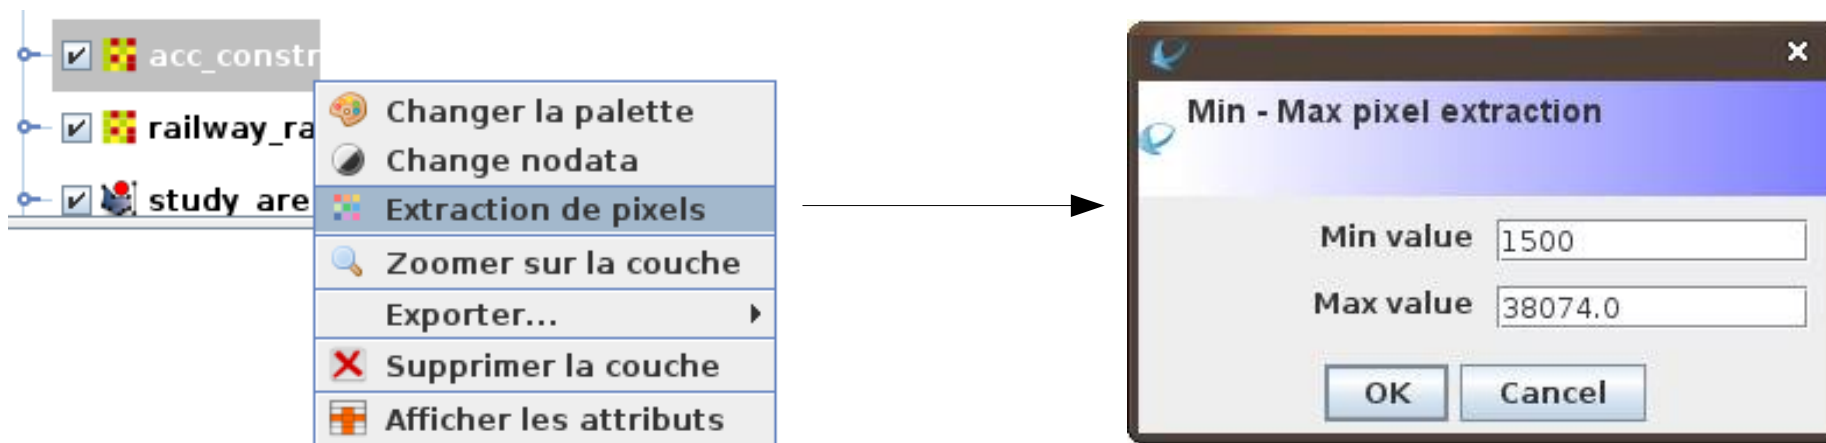 acc_constr
railway_ra
study_are
Changer la palette
Change nodata
Extraction de pixels
Zoomer sur la couche
Exporter...
Supprimer la couche
Afficher les attributs
Min - Max pixel extraction
Min value 1500
Max value 38074.0
OK Cancel